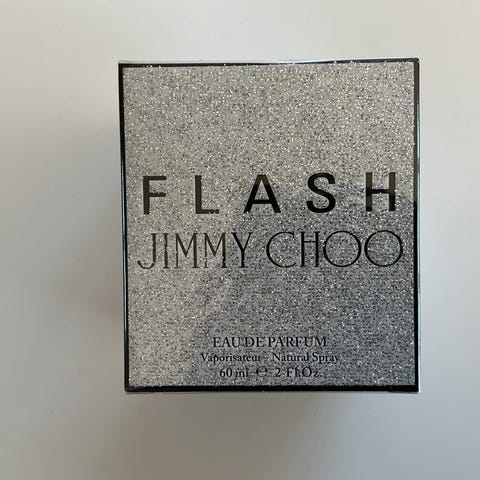 FLASH
JIMMY CHOO
EAU DE PARFUM
Vaporisateur - Natural Spray
60 ml ℮ 2 Fl.Oz.